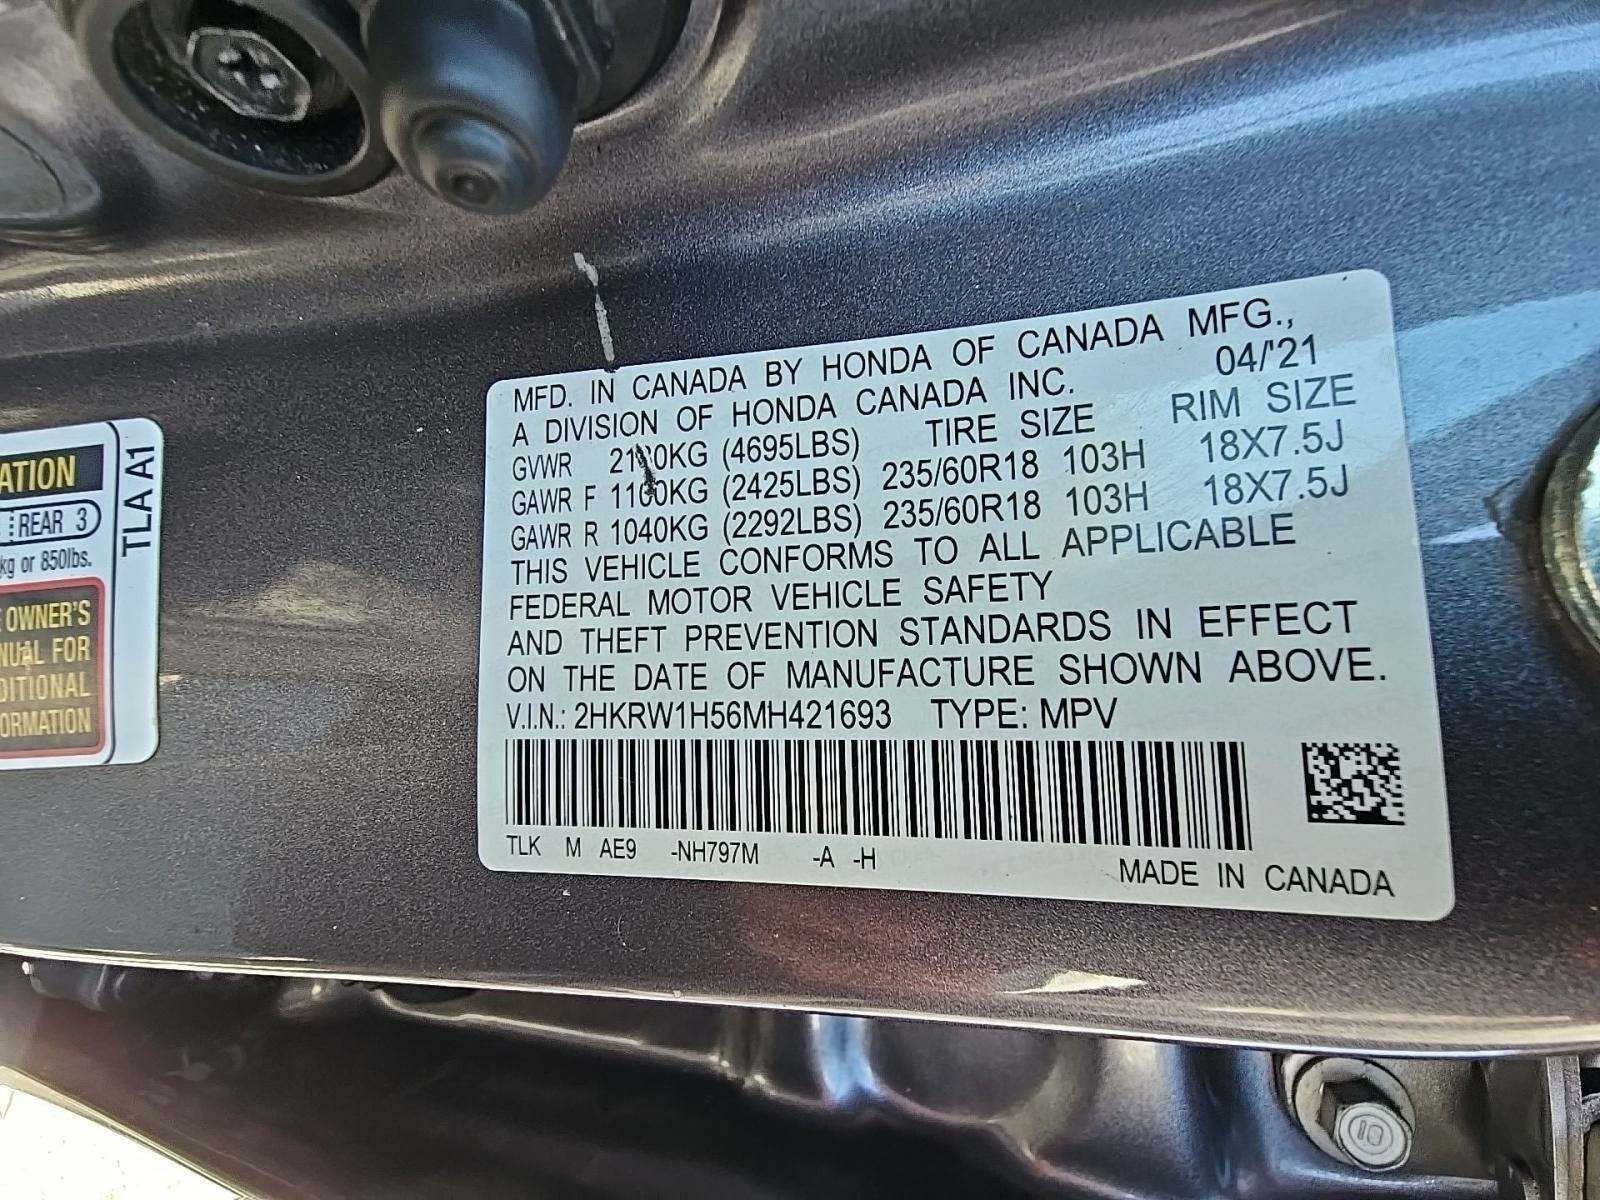 ATION
REAR 3
kg or 850lbs.
OWNER'S
NUAL FOR
DITIONAL
ORMATION
TLA A1
MFD. IN CANADA BY HONDA OF CANADA MFG.,
A DIVISION OF HONDA CANADA INC. 04/'21
GVWR (4695LBS) TIRE SIZE RIM SIZE
GAWR F 1100KG (2425LBS) 235/60R18 103H 18X7.5J
GAWR R 1040KG (2292LBS) 235/60R18 103H 18X7.5J
THIS VEHICLE CONFORMS TO ALL APPLICABLE
FEDERAL MOTOR VEHICLE SAFETY
AND THEFT PREVENTION STANDARDS IN EFFECT
ON THE DATE OF MANUFACTURE SHOWN ABOVE.
V.I.N.: 2HKRW1H56MH421693 TYPE: MPV
TLK M AE9 -NH797M -A -H
MADE IN CANADA
10